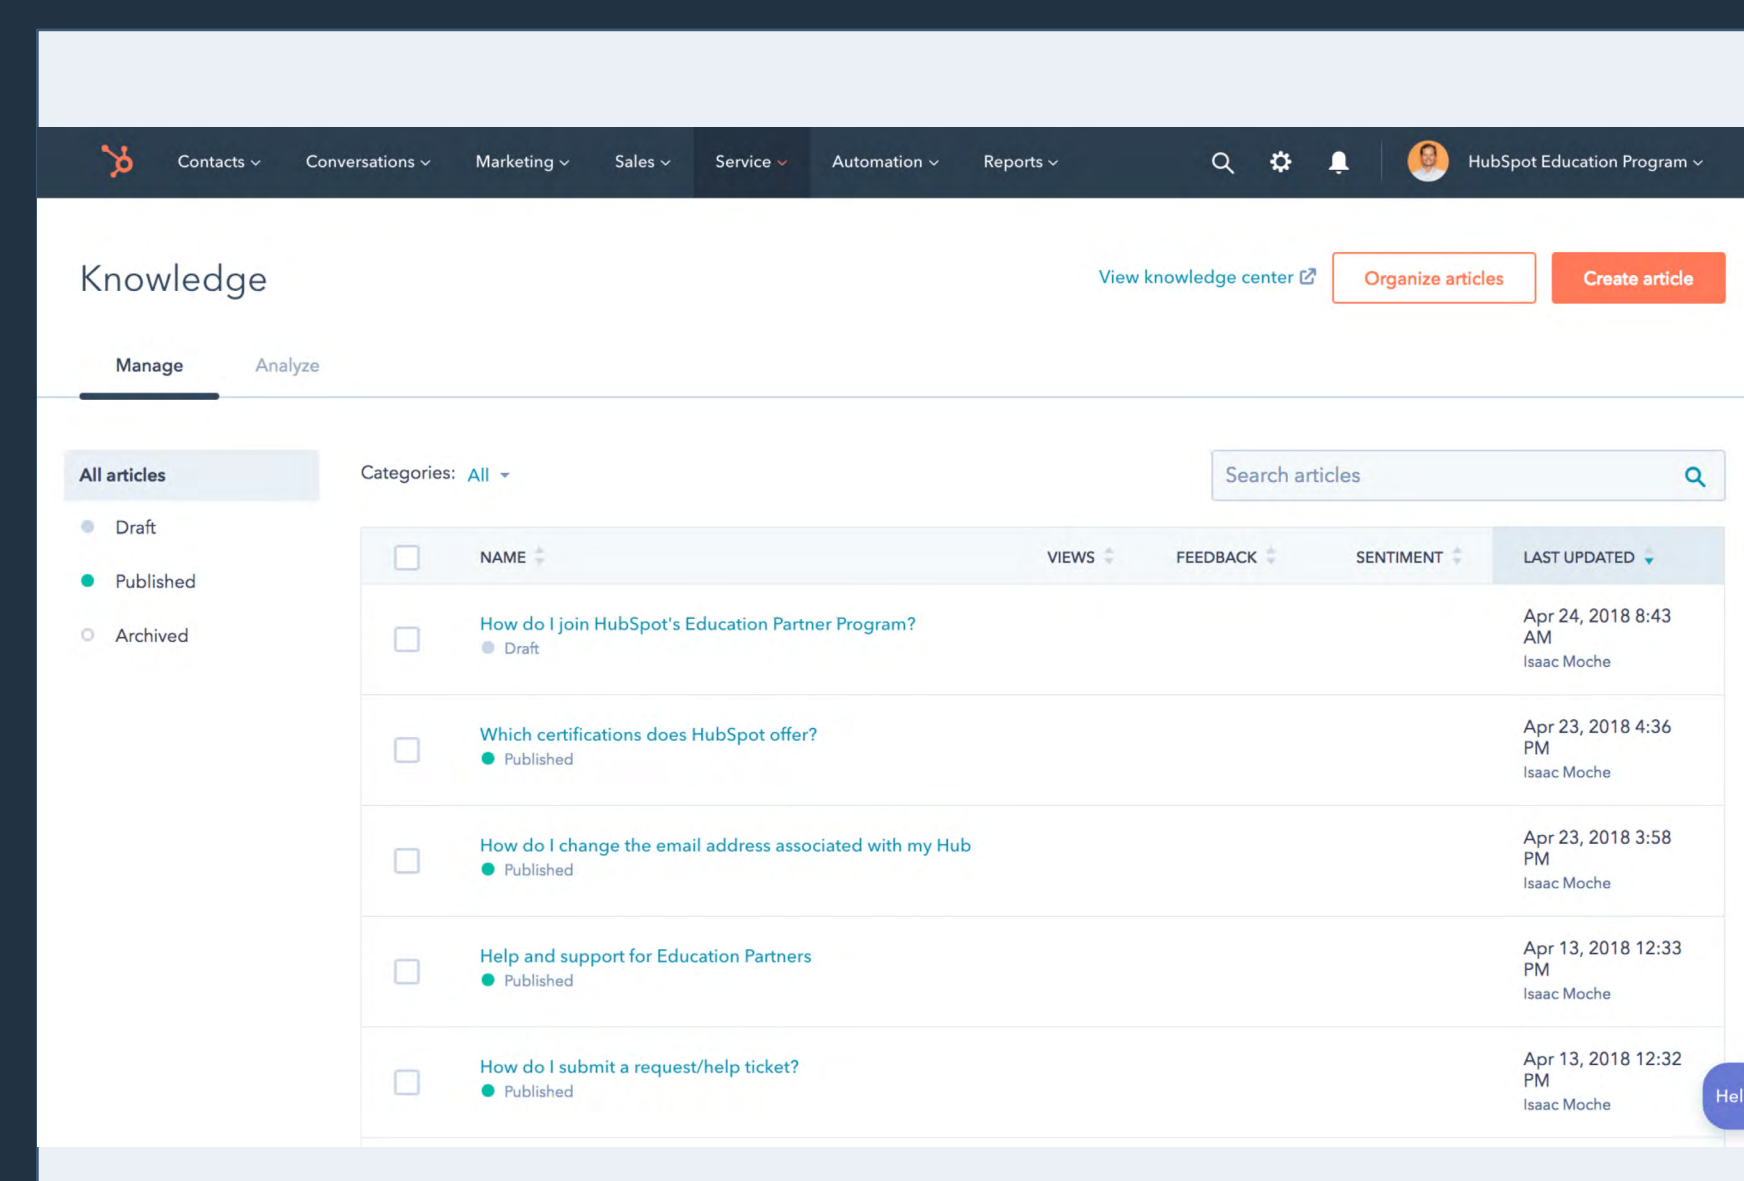 Contacts Conversations Marketing Sales Service Automation Reports HubSpot Education Program
Knowledge
View knowledge center Organize articles Create article
Manage Analyze
All articles
Draft
Published
Archived
Categories: All
Search articles
NAME VIEWS FEEDBACK SENTIMENT LAST UPDATED
How do I join HubSpot's Education Partner Program?
Draft
Apr 24, 2018 8:43
AM
Isaac Moche
Which certifications does HubSpot offer?
Published
Apr 23, 2018 4:36
PM
Isaac Moche
How do I change the email address associated with my Hub
Published
Apr 23, 2018 3:58
PM
Isaac Moche
Help and support for Education Partners
Published
Apr 13, 2018 12:33
PM
Isaac Moche
How do I submit a request/help ticket?
Published
Apr 13, 2018 12:32
PM
Isaac Moche
Hel